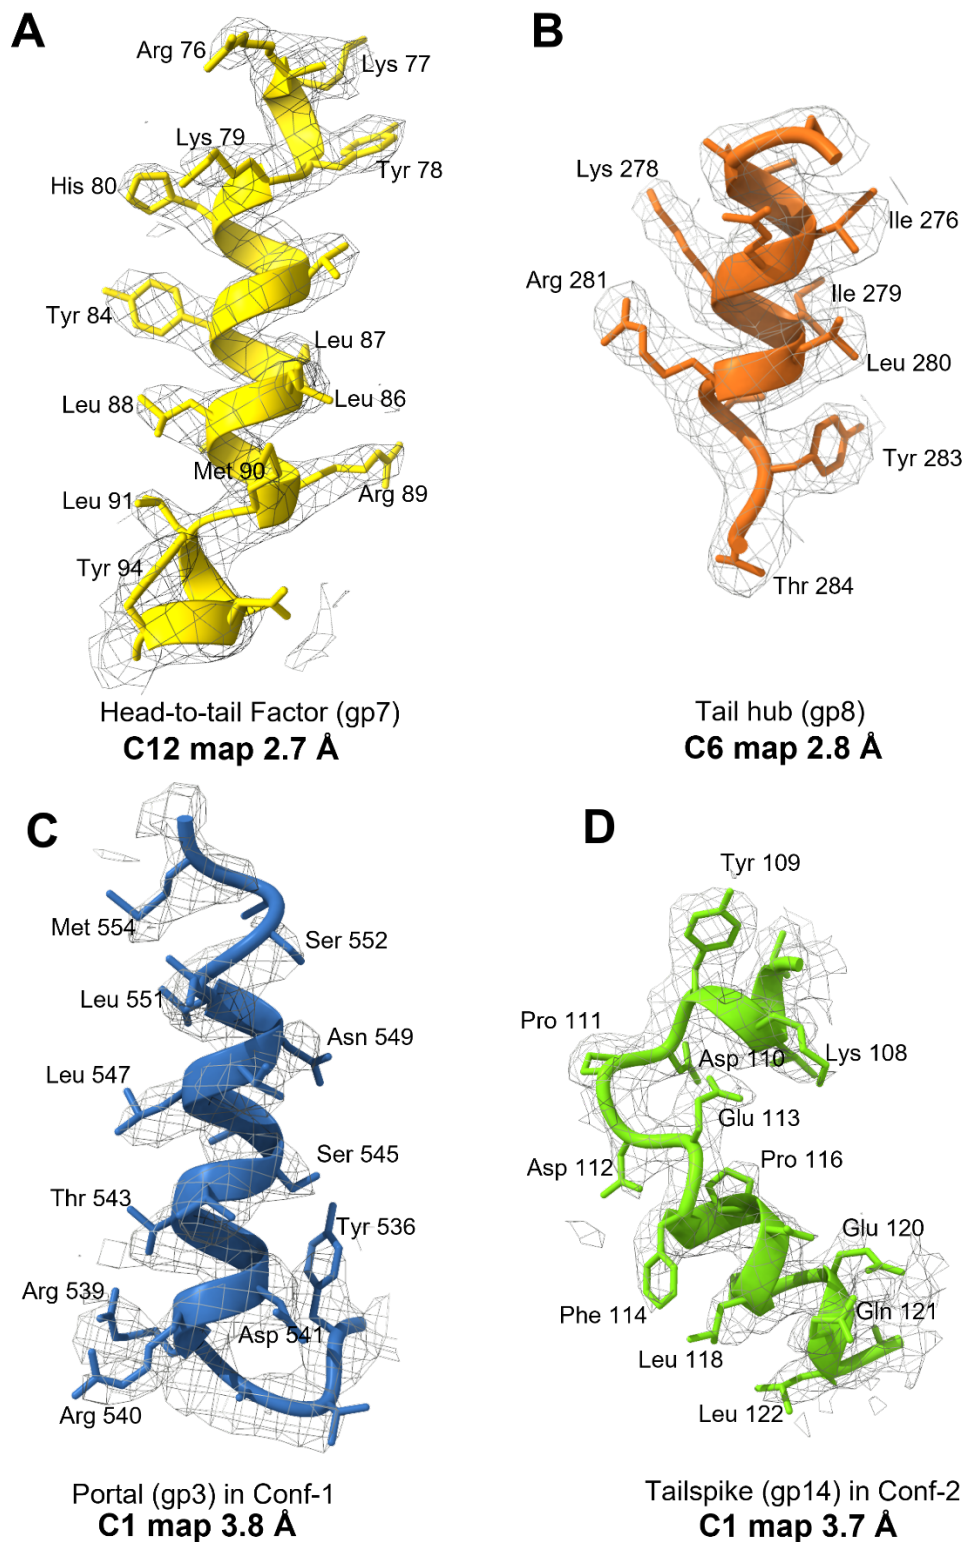 A
Arg 76
Lys 77
Lys 79
Tyr 78
His 80
Tyr 84
Leu 87
Leu 86
Leu 88
Met 90
Arg 89
Leu 91
Tyr 94
Head-to-tail Factor (gp7)
C12 map 2.7 Å
B
Lys 278
Ile 276
Arg 281
Ile 279
Leu 280
Tyr 283
Thr 284
Tail hub (gp8)
C6 map 2.8 Å
C
Met 554
Ser 552
Leu 551
Asn 549
Leu 547
Ser 545
Thr 543
Tyr 536
Arg 539
Asp 541
Arg 540
Portal (gp3) in Conf-1
C1 map 3.8 Å
D
Tyr 109
Pro 111
Asp 110
Lys 108
Glu 113
Asp 112
Pro 116
Glu 120
Phe 114
Gln 121
Leu 118
Leu 122
Tailspike (gp14) in Conf-2
C1 map 3.7 Å